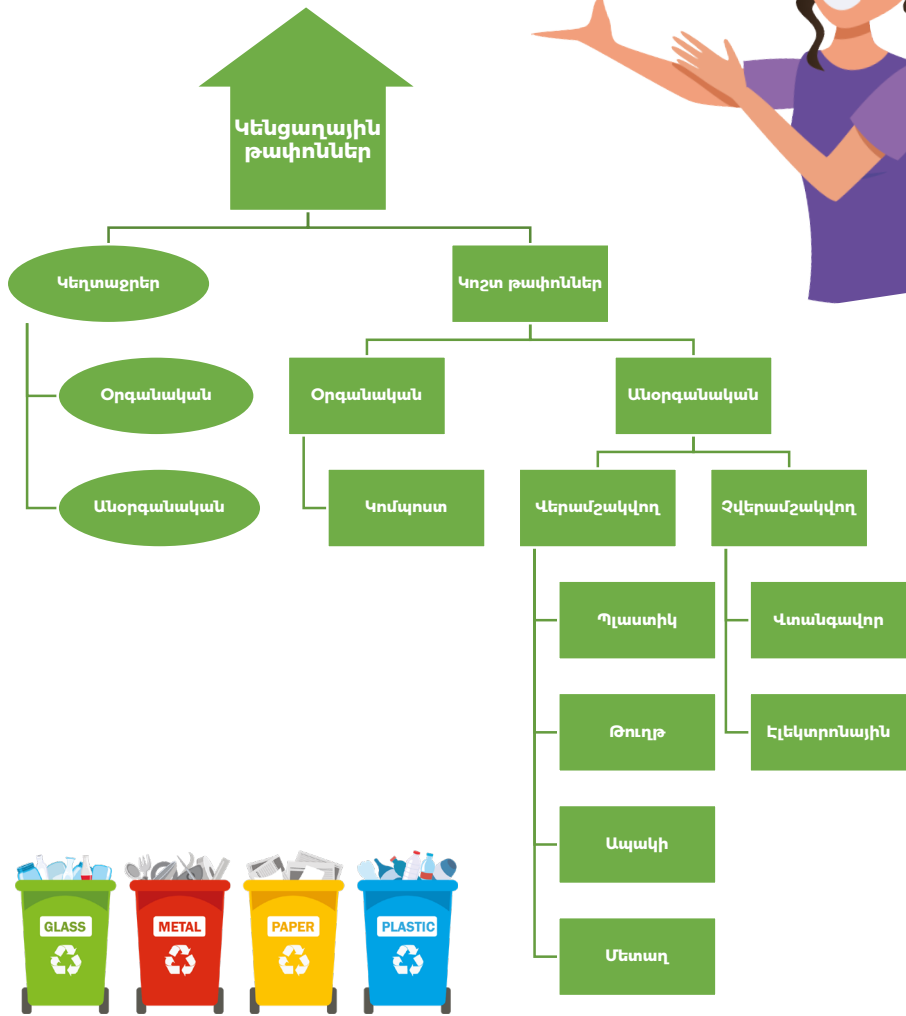 Կենցաղային
թափոններ
Կեղտաջրեր
Կոշտ թափոններ
Օրգանական
Օրգանական
Անօրգանական
Անօրգանական
Կոմպոստ
Վերամշակվող
Չվերամշակվող
Պլաստիկ
Վտանգավոր
Թուղթ
Էլեկտրոնային
Ապակի
Մետաղ
GLASS
METAL
PAPER
PLASTIC